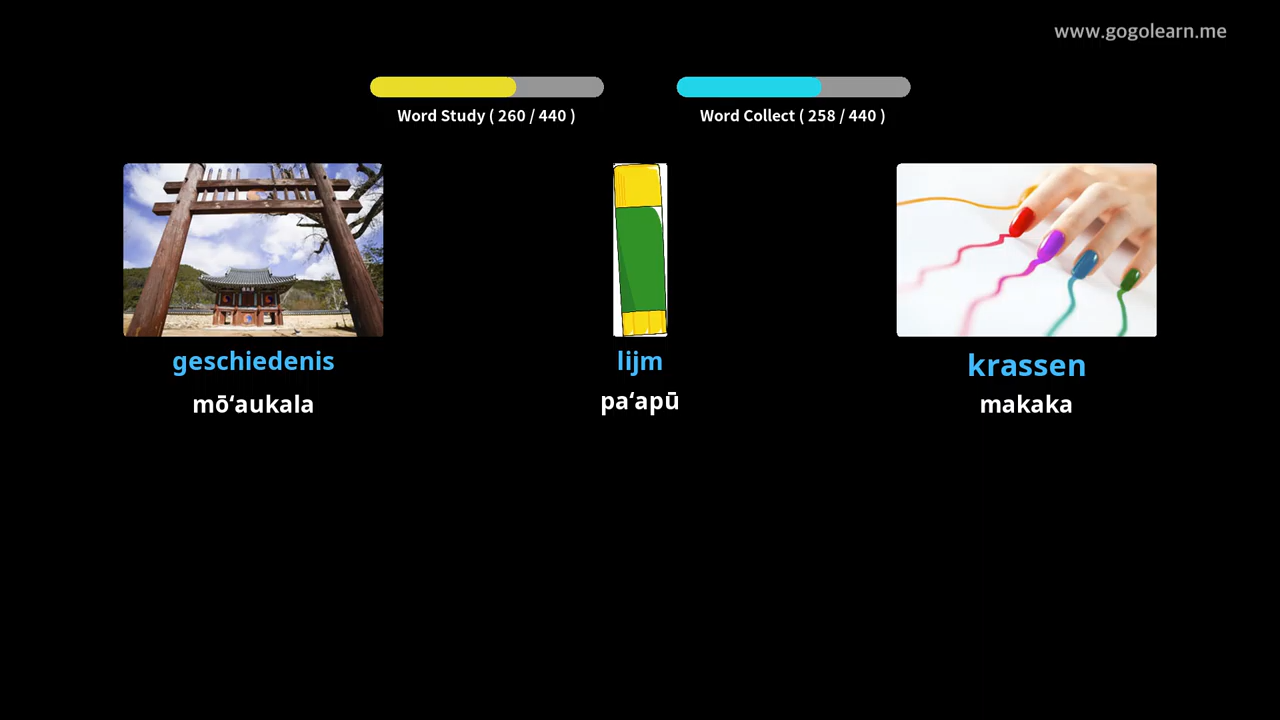 www.gogolearn.me
Word Study ( 260 / 440 )
Word Collect ( 258 / 440 )
geschiedenis
lijm
krassen
mōʻaukala
paʻapū
makaka